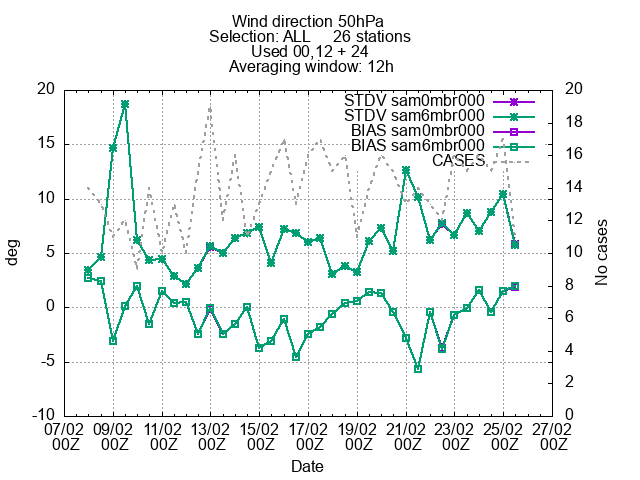 Wind direction 50hPa
Selection: ALL 26 stations
Used 00,12 + 24
Averaging window: 12h
STDV sam0mbr000
STDV sam6mbr000
BIAS sam0mbr000
BIAS sam6mbr000
CASES
20
15
10
5
0
-5
-10
deg
20
18
16
14
12
10
8
6
4
2
0
No cases
07/02 09/02 11/02 13/02 15/02 17/02 19/02 21/02 23/02 25/02 27/02
00Z 00Z 00Z 00Z 00Z 00Z 00Z 00Z 00Z 00Z 00Z
Date